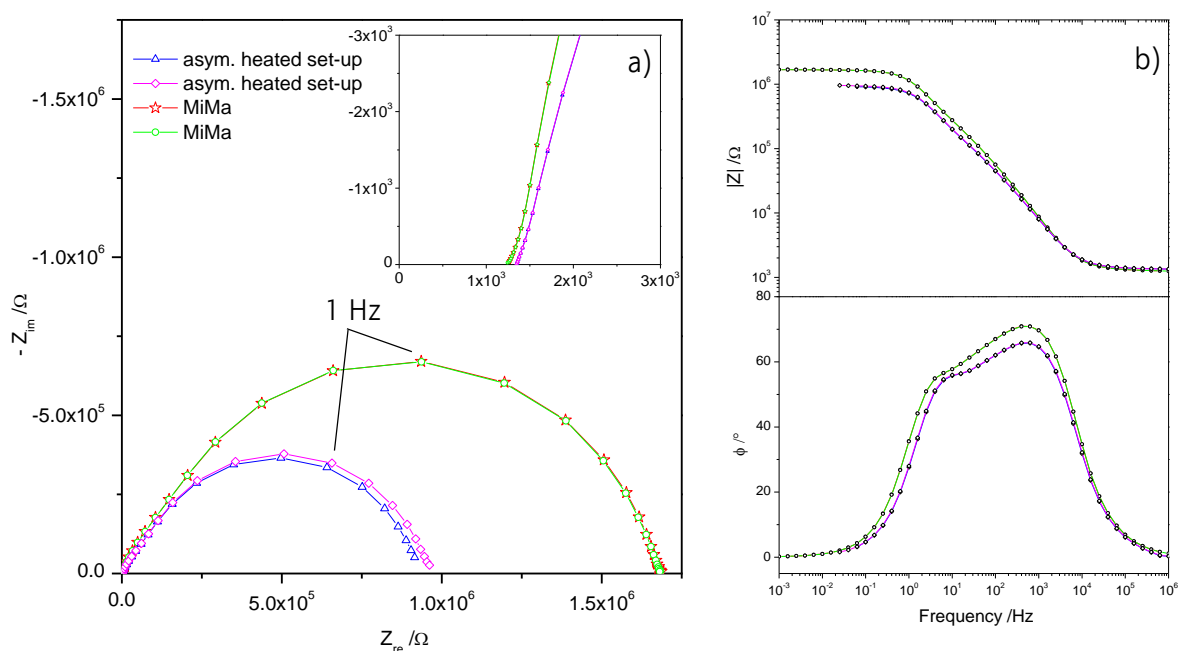 -3x10³
-2x10³
-1x10³
0
0
1x10³
2x10³
3x10³
a)
asym. heated set-up
asym. heated set-up
MiMa
MiMa
1 Hz
-1.5x10⁶
-1.0x10⁶
-5.0x10⁵
0.0
- Z_im /Ω
0.0
5.0x10⁵
1.0x10⁶
1.5x10⁶
Z_re /Ω
b)
10⁷
10⁶
10⁵
10⁴
10³
|Z| /Ω
80
60
40
20
0
ϕ /°
10⁻³ 10⁻² 10⁻¹ 10⁰ 10¹ 10² 10³ 10⁴ 10⁵ 10⁶
Frequency /Hz